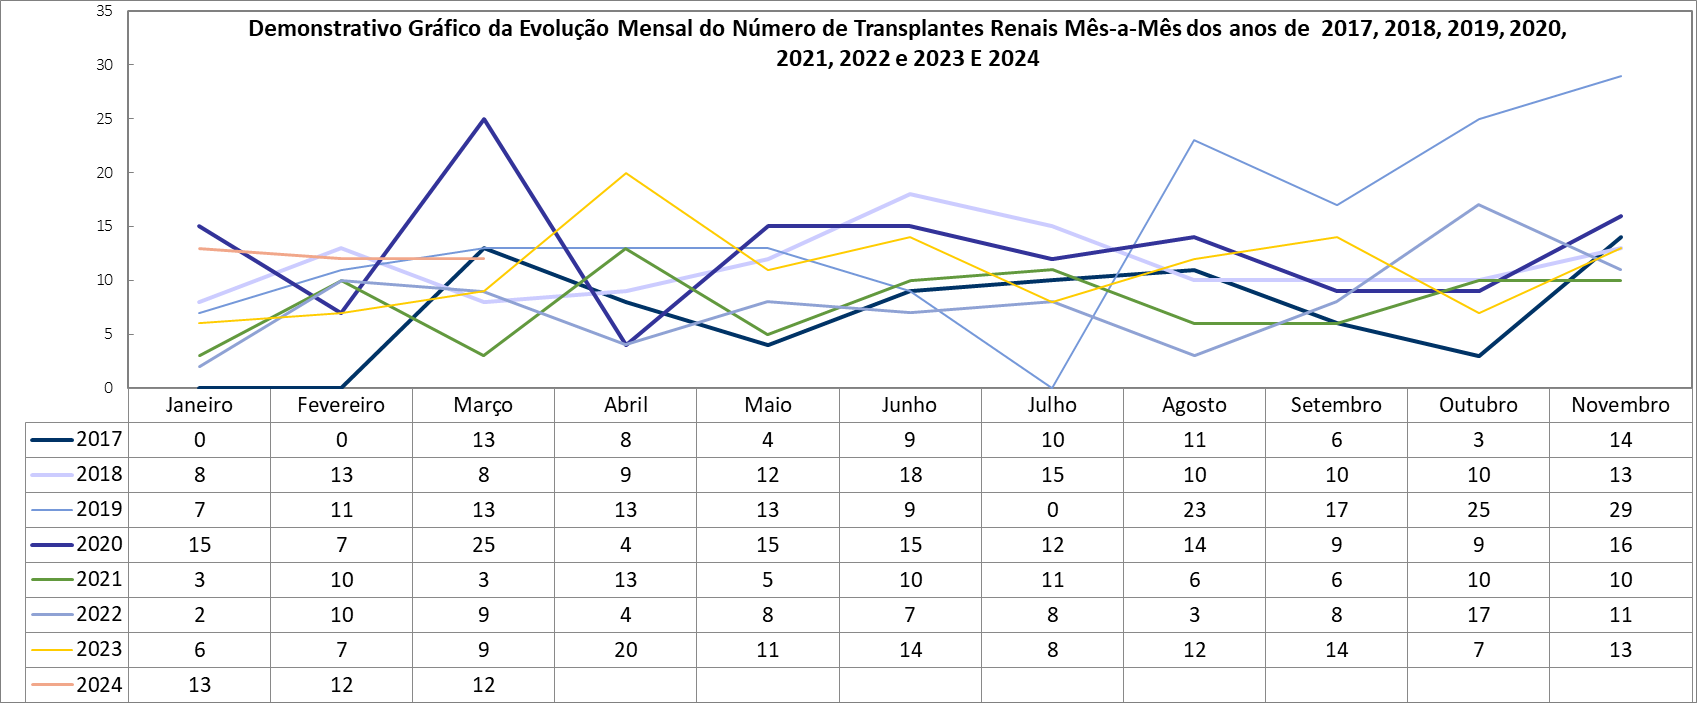 Demonstrativo Gráfico da Evolução Mensal do Número de Transplantes Renais Mês-a-Mês dos anos de 2017, 2018, 2019, 2020,
2021, 2022 e 2023 E 2024
35
30
25
20
15
10
5
0
Janeiro Fevereiro Março Abril Maio Junho Julho Agosto Setembro Outubro Novembro
2017 0 0 13 8 4 9 10 11 6 3 14
2018 8 13 8 9 12 18 15 10 10 10 13
2019 7 11 13 13 13 9 0 23 17 25 29
2020 15 7 25 4 15 15 12 14 9 9 16
2021 3 10 3 13 5 10 11 6 6 10 10
2022 2 10 9 4 8 7 8 3 8 17 11
2023 6 7 9 20 11 14 8 12 14 7 13
2024 13 12 12